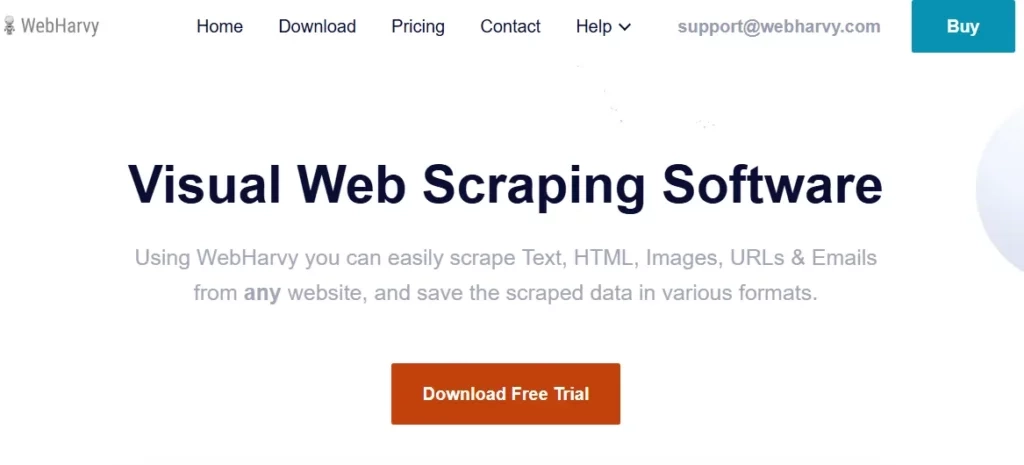 WebHarvy Home Download Pricing Contact Help support@webharvy.com Buy
Visual Web Scraping Software
Using WebHarvy you can easily scrape Text, HTML, Images, URLs & Emails
from any website, and save the scraped data in various formats.
Download Free Trial